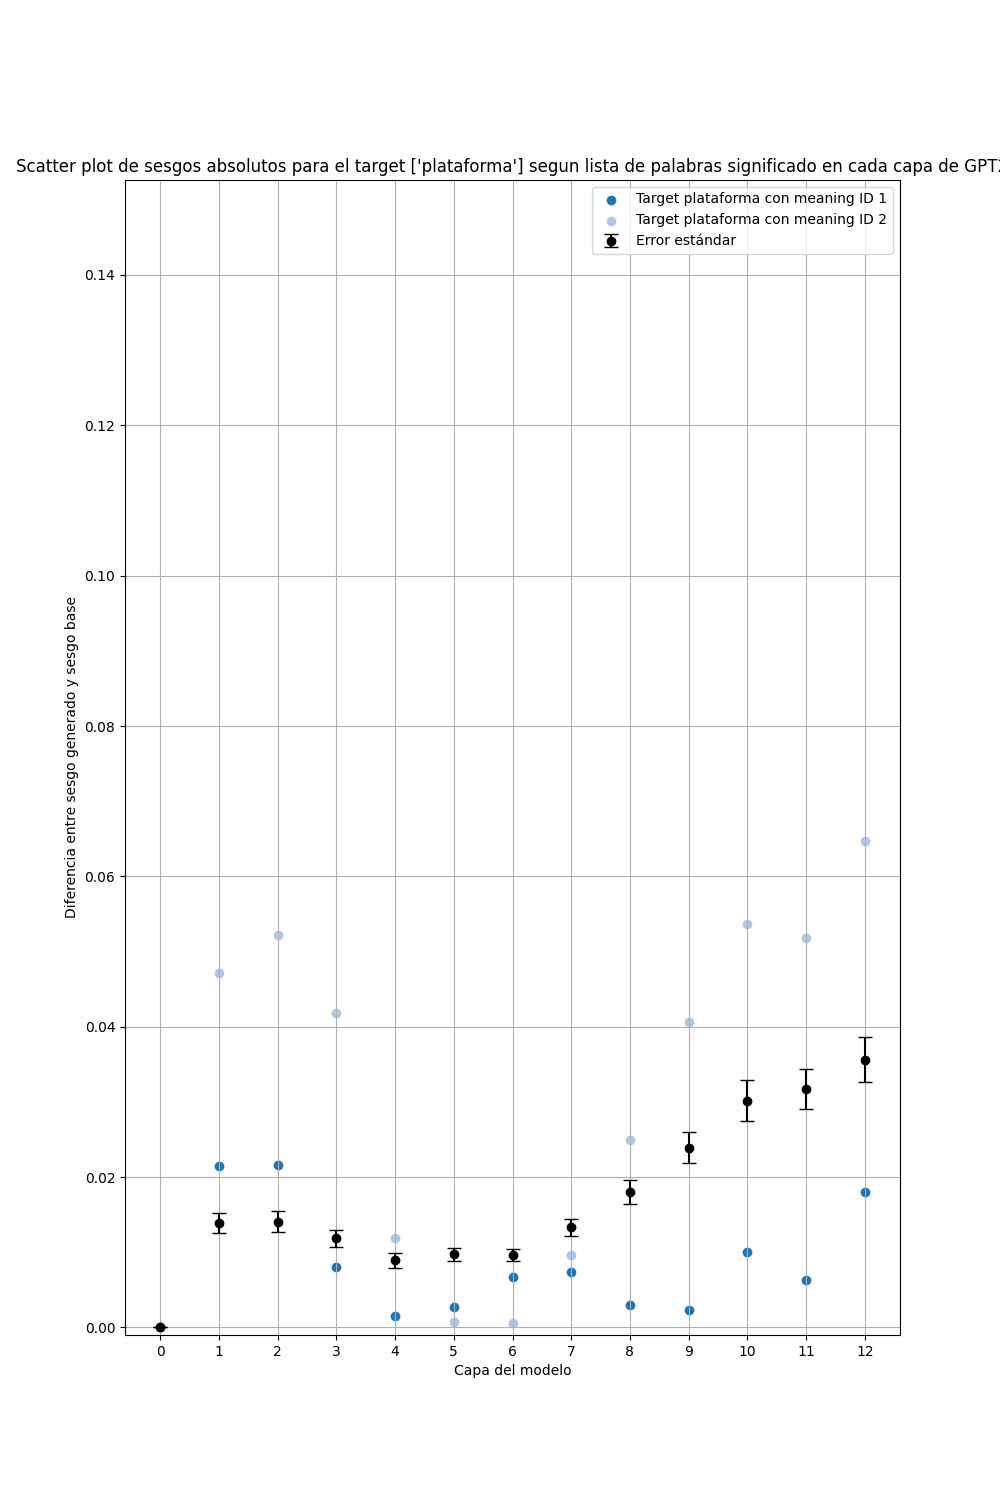 Scatter plot de sesgos absolutos para el target ['plataforma'] segun lista de palabras significado en cada capa de GPT2
Target plataforma con meaning ID 1
Target plataforma con meaning ID 2
Error estándar
Diferencia entre sesgo generado y sesgo base
0.14
0.12
0.10
0.08
0.06
0.04
0.02
0.00
0 1 2 3 4 5 6 7 8 9 10 11 12
Capa del modelo